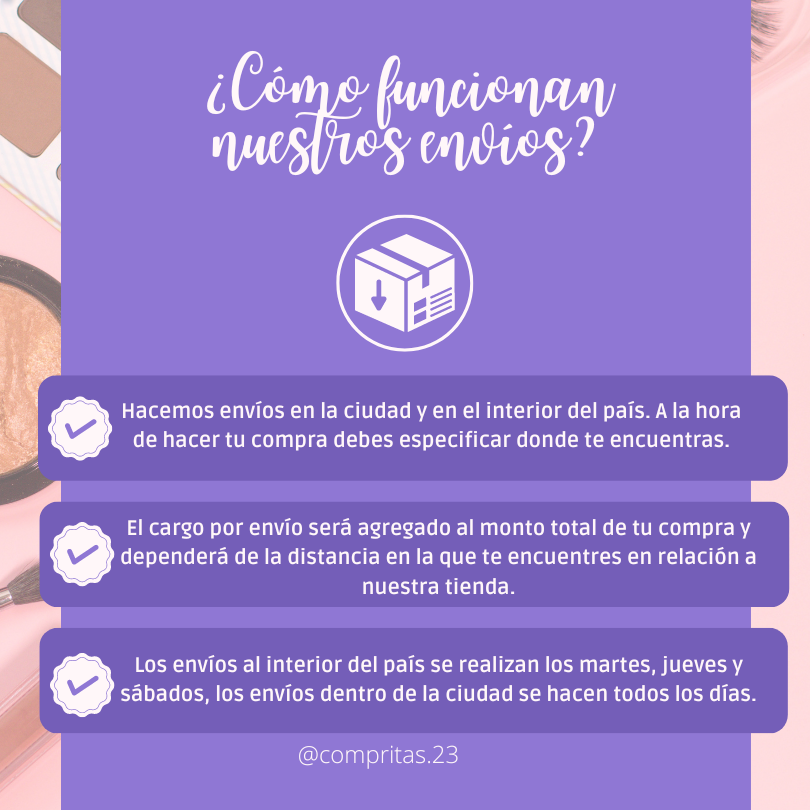 ¿Cómo funcionan
nuestros envíos?
Hacemos envíos en la ciudad y en el interior del país. A la hora
de hacer tu compra debes especificar donde te encuentras.
El cargo por envío será agregado al monto total de tu compra y
dependerá de la distancia en la que te encuentres en relación a
nuestra tienda.
Los envíos al interior del país se realizan los martes, jueves y
sábados, los envíos dentro de la ciudad se hacen todos los días.
@compritas.23